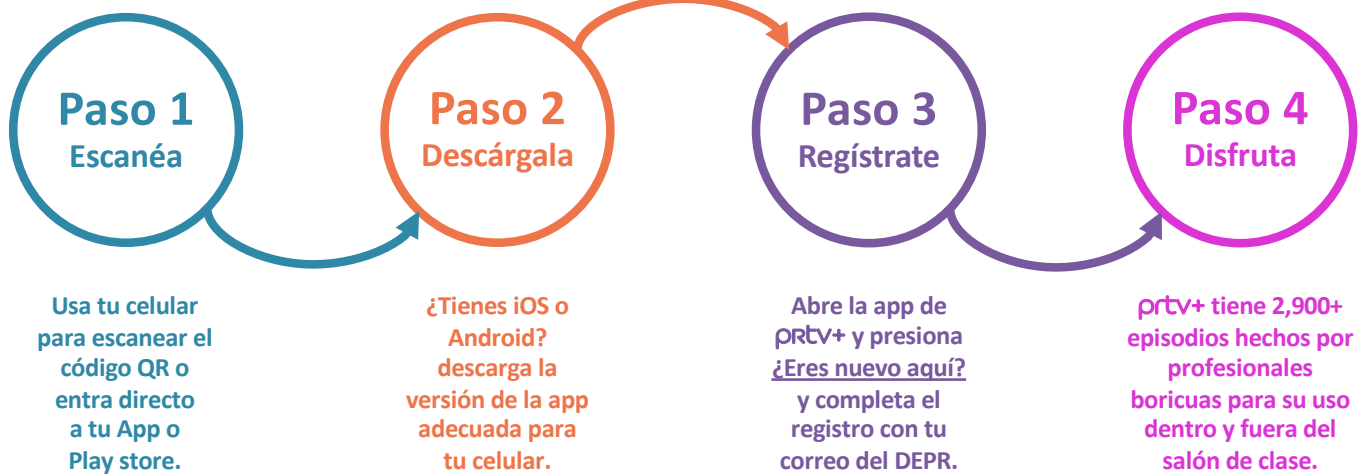 Paso 1
Escanéa
Usa tu celular
para escanear el
código QR o
entra directo
a tu App o
Play store.
Paso 2
Descárgala
¿Tienes iOS o
Android?
descarga la
versión de la app
adecuada para
tu celular.
Paso 3
Regístrate
Abre la app de
prtv+ y presiona
¿Eres nuevo aquí?
y completa el
registro con tu
correo del DEPR.
Paso 4
Disfruta
prtv+ tiene 2,900+
episodios hechos por
profesionales
boricuas para su uso
dentro y fuera del
salón de clase.